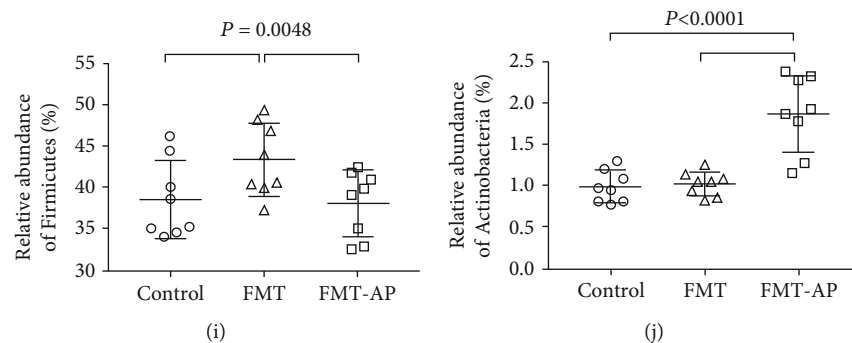 P = 0.0048
Relative abundance
of Firmicutes (%)
55
50
45
40
35
30
Control
FMT
FMT-AP
(i)
P<0.0001
Relative abundance
of Actinobacteria (%)
2.5
2.0
1.5
1.0
0.5
0.0
Control
FMT
FMT-AP
(j)